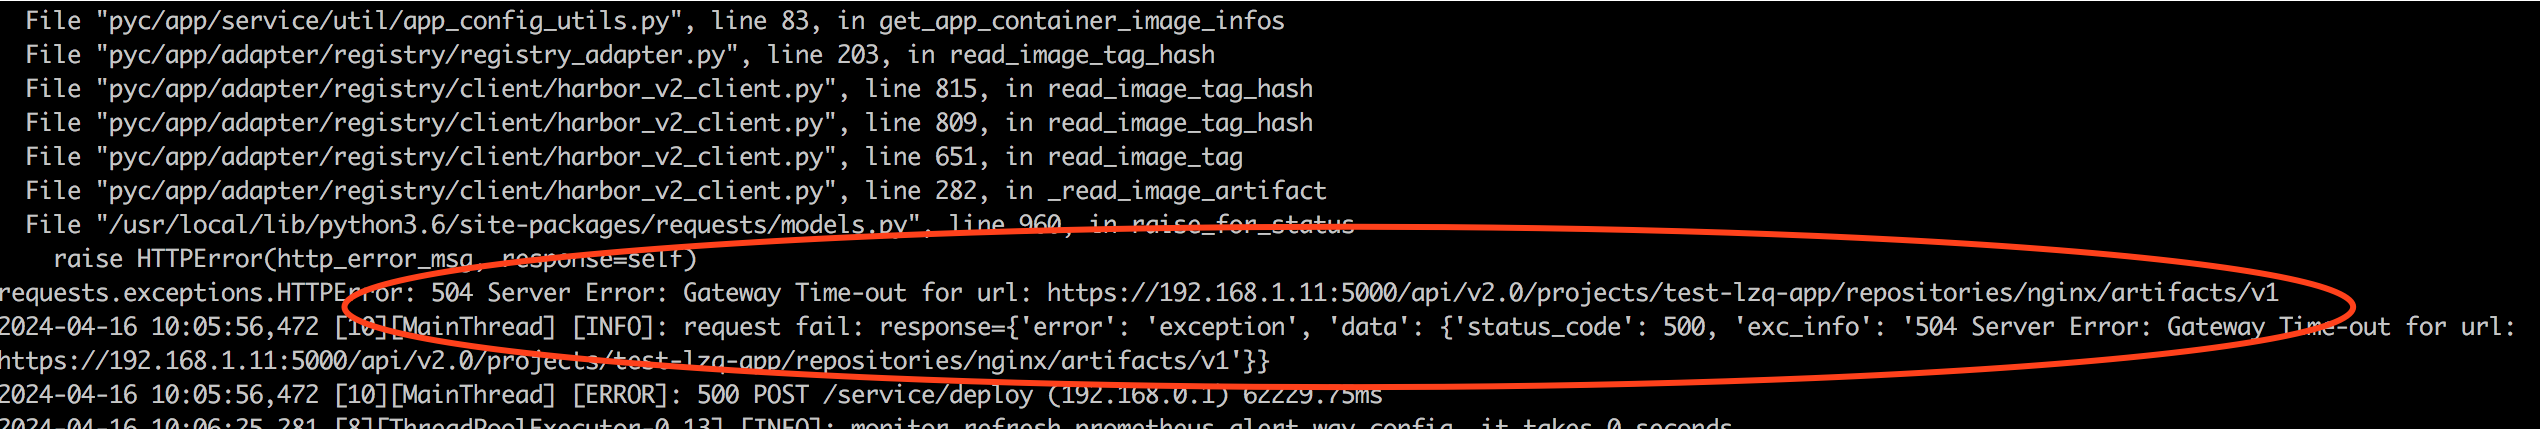 File "pyc/app/service/util/app_config_utils.py", line 83, in get_app_container_image_infos
File "pyc/app/adapter/registry/registry_adapter.py", line 203, in read_image_tag_hash
File "pyc/app/adapter/registry/client/harbor_v2_client.py", line 815, in read_image_tag_hash
File "pyc/app/adapter/registry/client/harbor_v2_client.py", line 809, in read_image_tag_hash
File "pyc/app/adapter/registry/client/harbor_v2_client.py", line 651, in read_image_tag
File "pyc/app/adapter/registry/client/harbor_v2_client.py", line 282, in _read_image_artifact
File "/usr/local/lib/python3.6/site-packages/requests/models.py", line 960, in raise_for_status
raise HTTPError(http_error_msg, response=self)
requests.exceptions.HTTPError: 504 Server Error: Gateway Time-out for url: https://192.168.1.11:5000/api/v2.0/projects/test-lzq-app/repositories/nginx/artifacts/v1
2024-04-16 10:05:56,472 [10][MainThread] [INFO]: request fail: response={'error': 'exception', 'data': {'status_code': 500, 'exc_info': '504 Server Error: Gateway Time-out for url:
https://192.168.1.11:5000/api/v2.0/projects/test-lzq-app/repositories/nginx/artifacts/v1'}}
2024-04-16 10:05:56,472 [10][MainThread] [ERROR]: 500 POST /service/deploy (192.168.0.1) 62229.75ms
2024-04-16 10:06:25,281 [8][ThreadPoolExecutor-0_13] [INFO]: monitor refresh prometheus alert way config, it takes 0 seconds